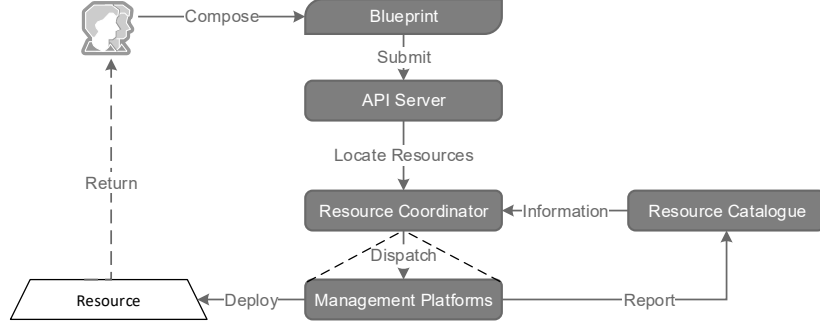 Compose
Blueprint
Submit
API Server
Locate Resources
Return
Resource Coordinator
Information
Resource Catalogue
Dispatch
Resource
Deploy
Management Platforms
Report